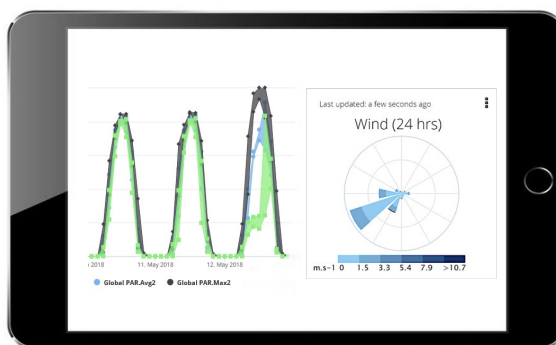 2018
11. May 2018
12. May 2018
Global PAR.Avg2
Global PAR.Max2
Last updated: a few seconds ago
Wind (24 hrs)
m.s-1 0 1.5 3.3 5.4 7.9 >10.7